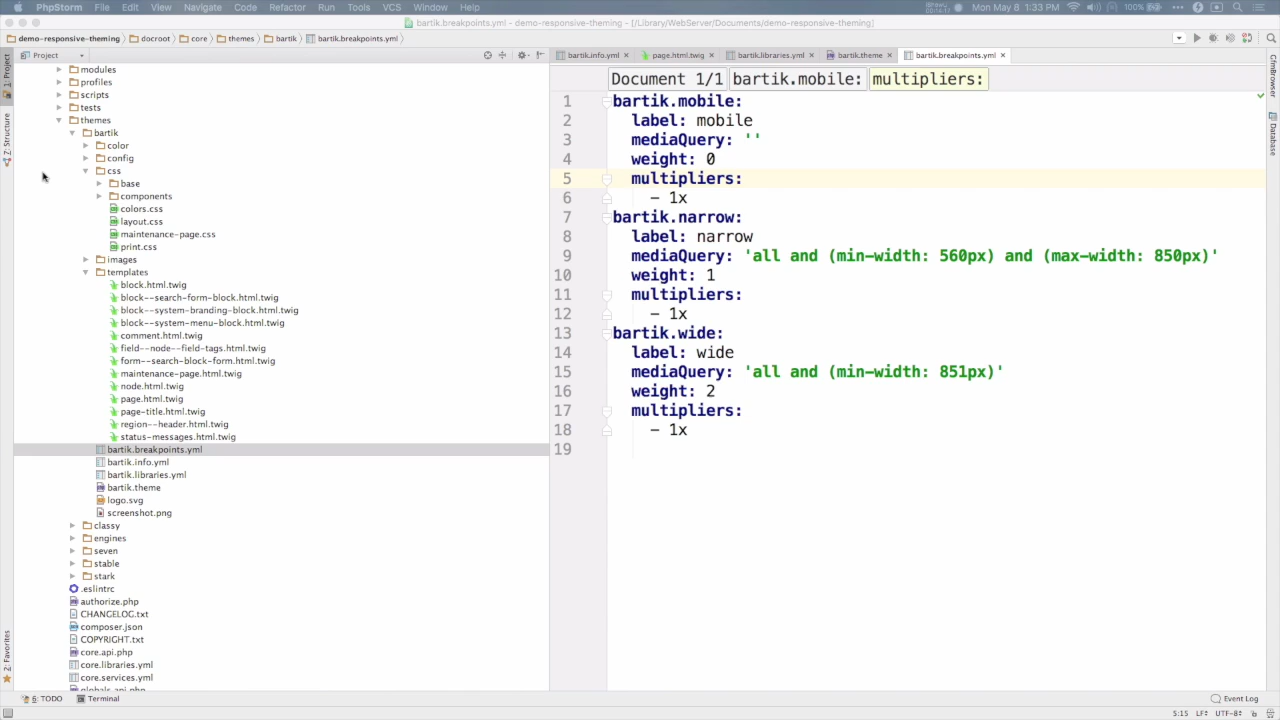 PhpStorm File Edit View Navigate Code Refactor Run Tools VCS Window Help 100% Mon May 8 1:33 PM
bartik.breakpoints.yml - demo-responsive-theming - [/Library/WebServer/Documents/demo-responsive-theming]
demo-responsive-theming docroot core themes bartik bartik.breakpoints.yml
Project
bartik.info.yml page.html.twig bartik.libraries.yml bartik.theme bartik.breakpoints.yml
1: Project
Z: Structure
2: Favorites
modules
profiles
scripts
tests
themes
bartik
color
config
css
base
components
colors.css
layout.css
maintenance-page.css
print.css
images
templates
block.html.twig
block--search-form-block.html.twig
block--system-branding-block.html.twig
block--system-menu-block.html.twig
comment.html.twig
field--node--field-tags.html.twig
form--search-block-form.html.twig
maintenance-page.html.twig
node.html.twig
page.html.twig
page-title.html.twig
region--header.html.twig
status-messages.html.twig
bartik.breakpoints.yml
bartik.info.yml
bartik.libraries.yml
bartik.theme
logo.svg
screenshot.png
classy
engines
seven
stable
stark
.eslintrc
authorize.php
CHANGELOG.txt
composer.json
COPYRIGHT.txt
core.api.php
core.libraries.yml
core.services.yml
globals.api.php
Document 1/1 bartik.mobile: multipliers:
1 bartik.mobile:
2 label: mobile
3 mediaQuery: ''
4 weight: 0
5 multipliers:
6 - 1x
7 bartik.narrow:
8 label: narrow
9 mediaQuery: 'all and (min-width: 560px) and (max-width: 850px)'
10 weight: 1
11 multipliers:
12 - 1x
13 bartik.wide:
14 label: wide
15 mediaQuery: 'all and (min-width: 851px)'
16 weight: 2
17 multipliers:
18 - 1x
19
Database
6: TODO Terminal Event Log
5:15 LF÷ UTF-8÷